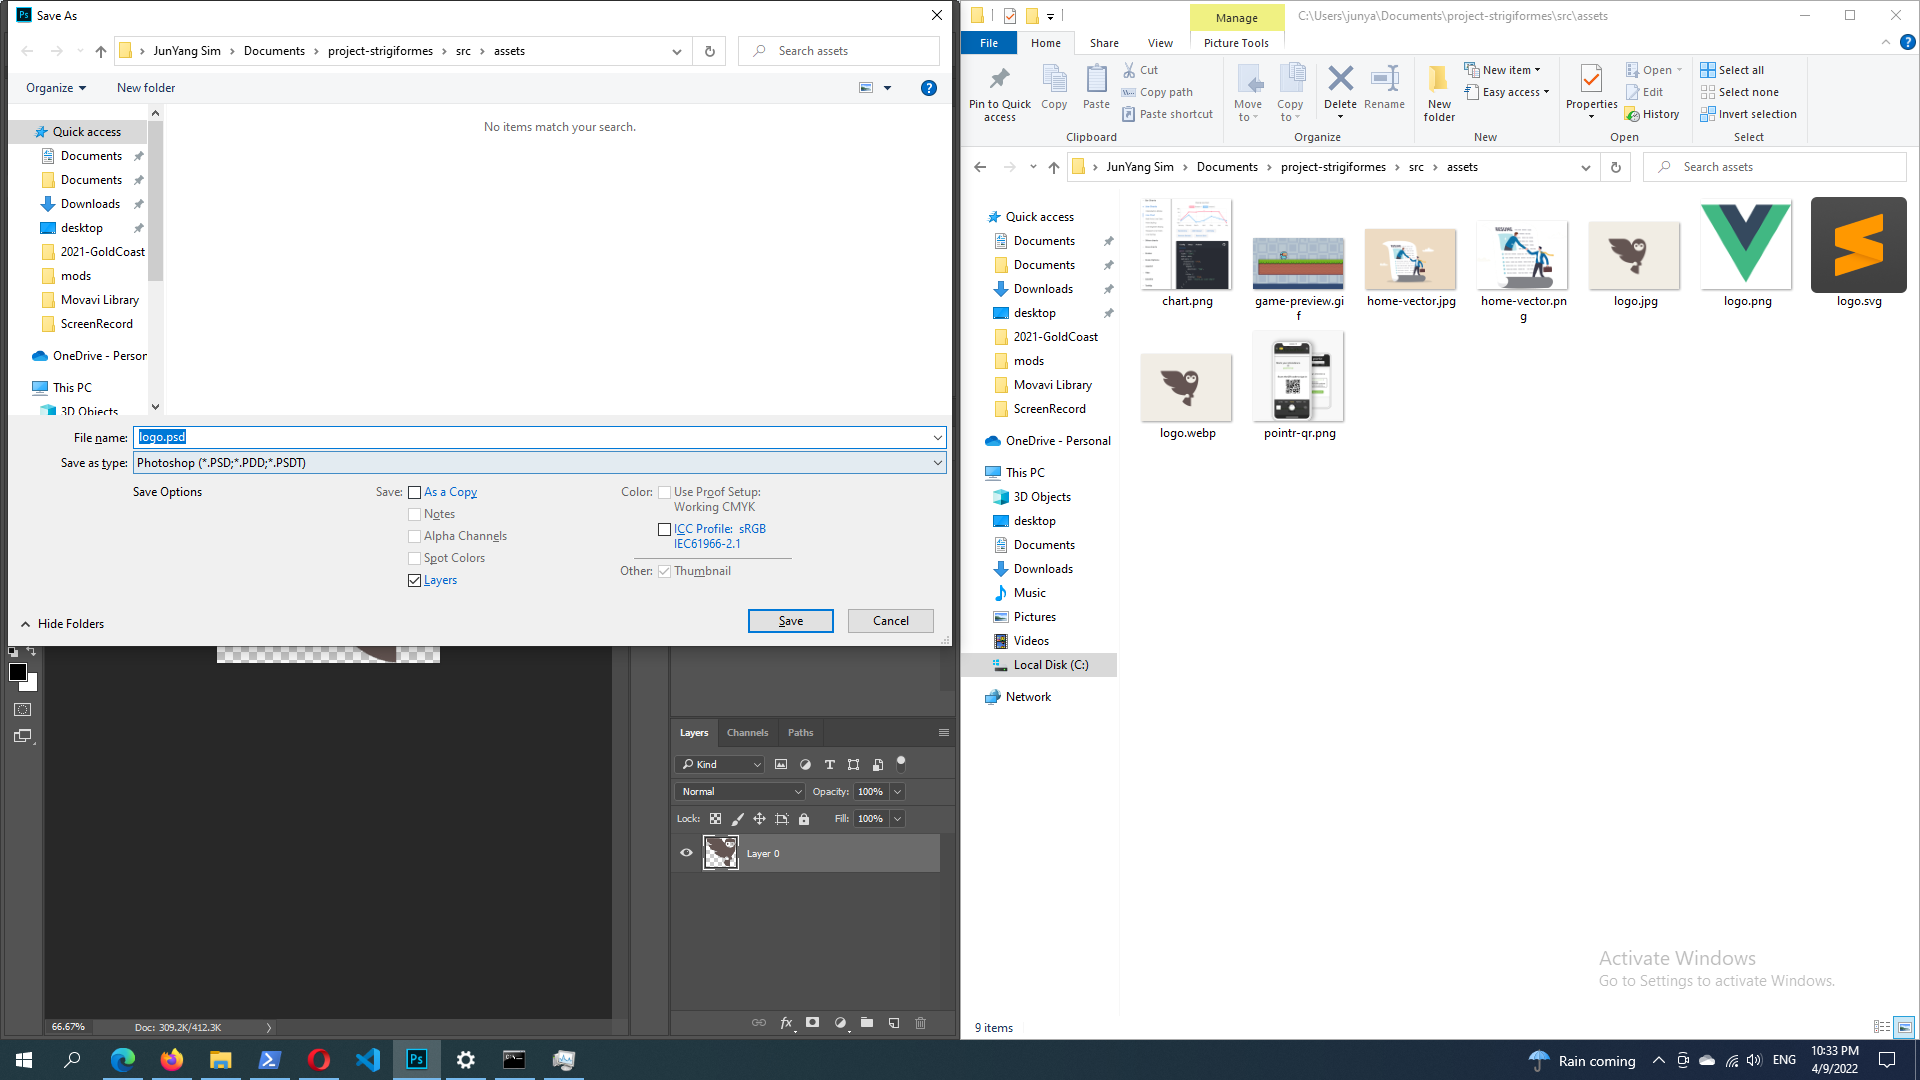 Save As
JunYang Sim > Documents > project-strigiformes > src > assets
Search assets
Organize
New folder
Quick access
Documents
Documents
Downloads
desktop
2021-GoldCoast
mods
Movavi Library
ScreenRecord
OneDrive - Person
This PC
3D Objects
No items match your search.
File name: logo.psd
Save as type: Photoshop (*.PSD;*.PDD;*.PSDT)
Save Options
Save: As a Copy
Notes
Alpha Channels
Spot Colors
Layers
Color: Use Proof Setup:
Working CMYK
ICC Profile: sRGB
IEC61966-2.1
Other: Thumbnail
Hide Folders
Save
Cancel
Layers Channels Paths
Kind
Normal Opacity: 100%
Lock: Fill: 100%
Layer 0
fx
66.67% Doc: 309.2K/412.3K
Manage
C:\Users\junya\Documents\project-strigiformes\src\assets
File Home Share View Picture Tools
Pin to Quick
access
Copy
Paste
Cut
Copy path
Paste shortcut
Clipboard
Move
to
Copy
to
Delete
Rename
Organize
New
folder
New item
Easy access
New
Properties
Open
Edit
History
Open
Select all
Select none
Invert selection
Select
JunYang Sim > Documents > project-strigiformes > src > assets
Search assets
Quick access
Documents
Documents
Downloads
desktop
2021-GoldCoast
mods
Movavi Library
ScreenRecord
OneDrive - Personal
This PC
3D Objects
desktop
Documents
Downloads
Music
Pictures
Videos
Local Disk (C:)
Network
chart.png
game-preview.gi
f
home-vector.jpg
home-vector.pn
g
logo.jpg
logo.png
logo.svg
logo.webp
pointr-qr.png
Activate Windows
Go to Settings to activate Windows.
9 items
Ps
Rain coming
ENG
10:33 PM
4/9/2022